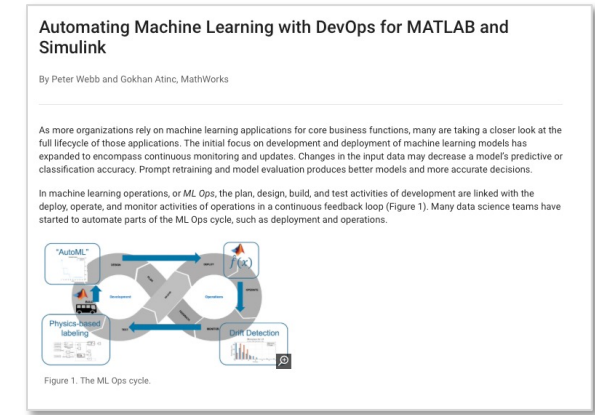 Automating Machine Learning with DevOps for MATLAB and
Simulink
By Peter Webb and Gokhan Atinc, MathWorks
As more organizations rely on machine learning applications for core business functions, many are taking a closer look at the
full lifecycle of those applications. The initial focus on development and deployment of machine learning models has
expanded to encompass continuous monitoring and updates. Changes in the input data may decrease a model's predictive or
classification accuracy. Prompt retraining and model evaluation produces better models and more accurate decisions.
In machine learning operations, or ML Ops, the plan, design, build, and test activities of development are linked with the
deploy, operate, and monitor activities of operations in a continuous feedback loop (Figure 1). Many data science teams have
started to automate parts of the ML Ops cycle, such as deployment and operations.
"AutoML"
f(x)
Development
Operations
Physics-based
labeling
Drift Detection
Figure 1. The ML Ops cycle.